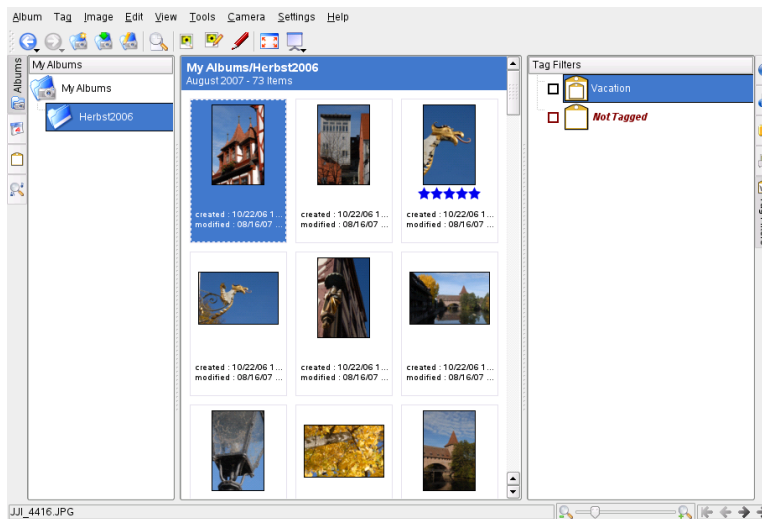 Album Tag Image Edit View Tools Camera Settings Help
Albums
My Albums
My Albums
Herbst2006
My Albums/Herbst2006
August 2007 - 73 Items
created : 10/22/06 1...
modified : 08/16/07 ...
created : 10/22/06 1...
modified : 08/16/07 ...
created : 10/22/06 1...
modified : 08/16/07 ...
created : 10/22/06 1...
modified : 08/16/07 ...
created : 10/22/06 1...
modified : 08/16/07 ...
created : 10/22/06 1...
modified : 08/16/07 ...
Tag Filters
Vacation
Not Tagged
JJI_4416.JPG